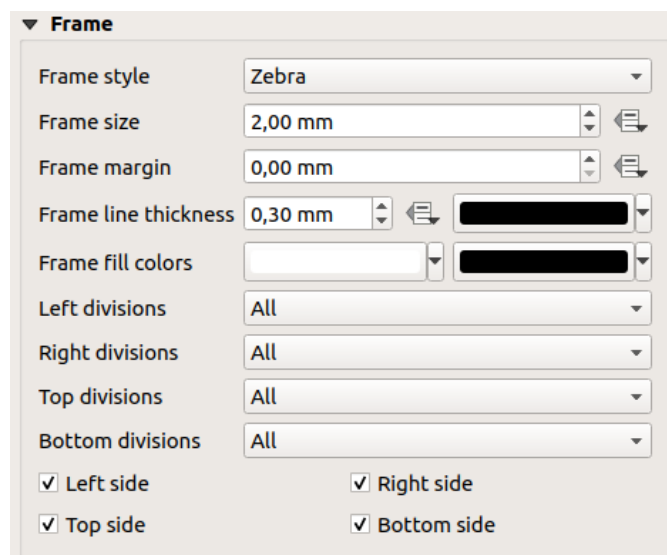 Frame
Frame style Zebra
Frame size 2,00 mm
Frame margin 0,00 mm
Frame line thickness 0,30 mm
Frame fill colors
Left divisions All
Right divisions All
Top divisions All
Bottom divisions All
Left side Right side
Top side Bottom side